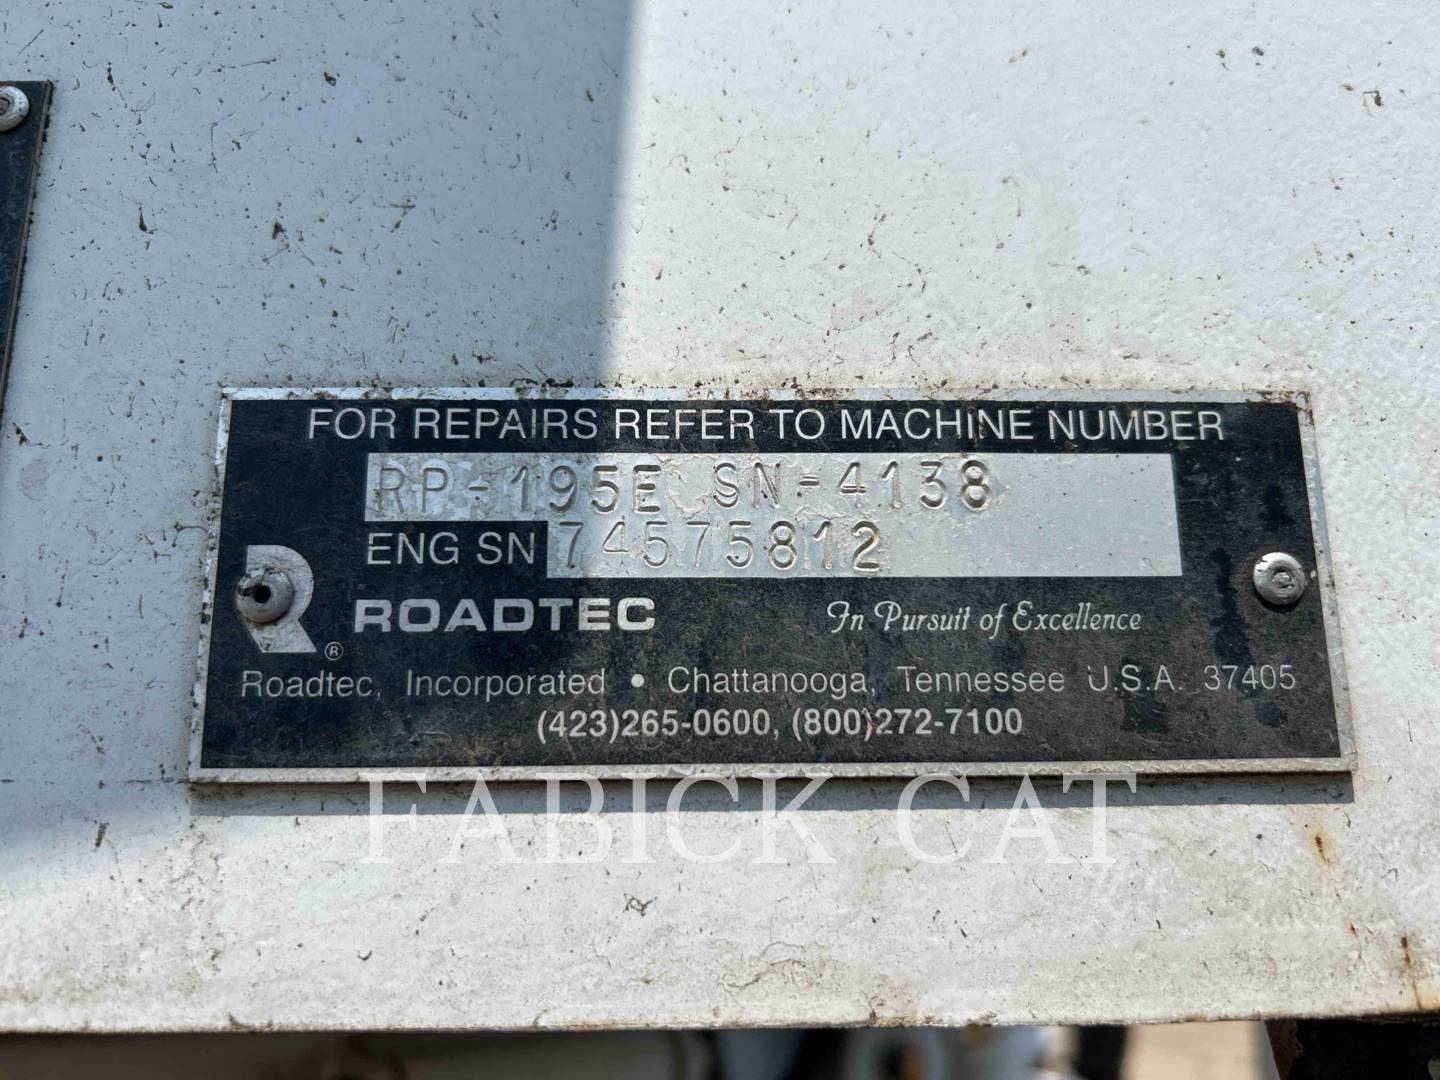 FOR REPAIRS REFER TO MACHINE NUMBER
RP-195E SN-4138
ENG SN 74575812
R ®
ROADTEC In Pursuit of Excellence
Roadtec, Incorporated • Chattanooga, Tennessee U.S.A. 37405
(423)265-0600, (800)272-7100
FABICK CAT